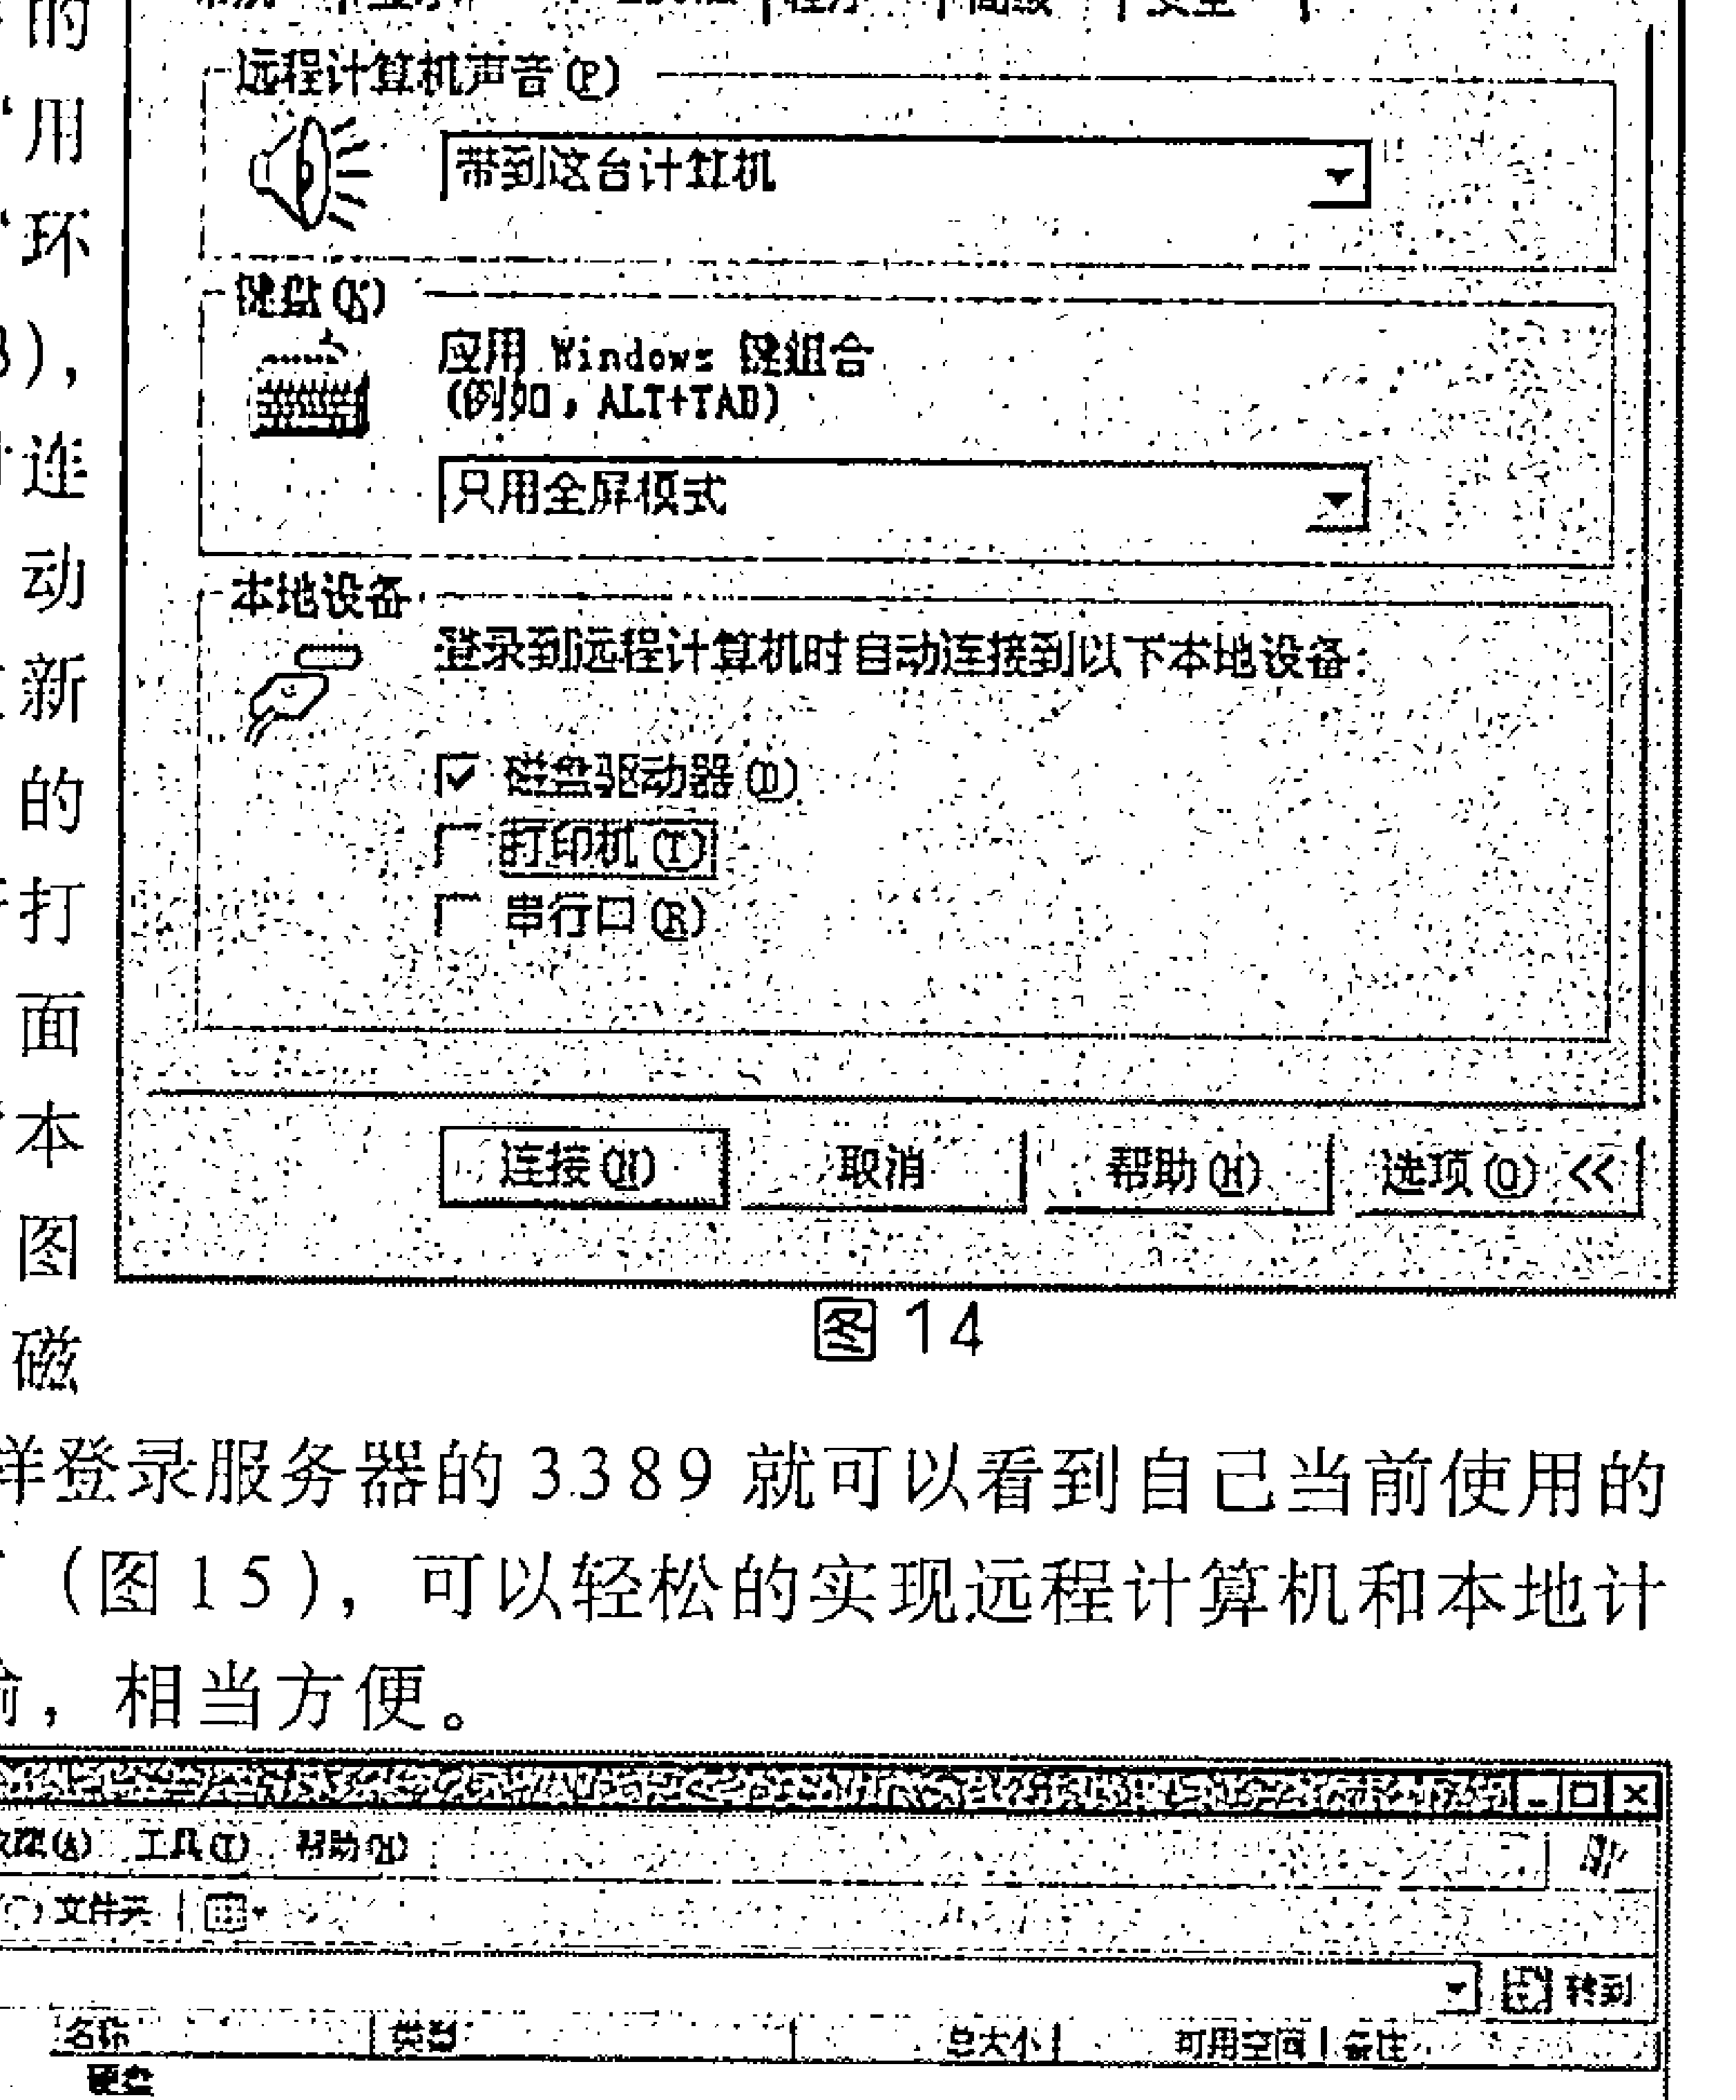 的
用
环
),
连
动
新
的
打
面
本
图
磁
程序 高级 安全
远程计算机声音(P)
带到这台计算机
键盘(K)
应用 Windows 键组合
(例如,ALT+TAB)
只用全屏模式
本地设备
登录到远程计算机时自动连接到以下本地设备:
磁盘驱动器(D)
打印机(T)
串行口(R)
连接(N) 取消 帮助(H) 选项(O) <<
图 14
样登录服务器的 3389 就可以看到自己当前使用的
(图 15),可以轻松的实现远程计算机和本地计
输,相当方便。
收藏(A) 工具(T) 帮助(H)
文件夹
转到
名称 类型 总大小 可用空间 备注
硬盘